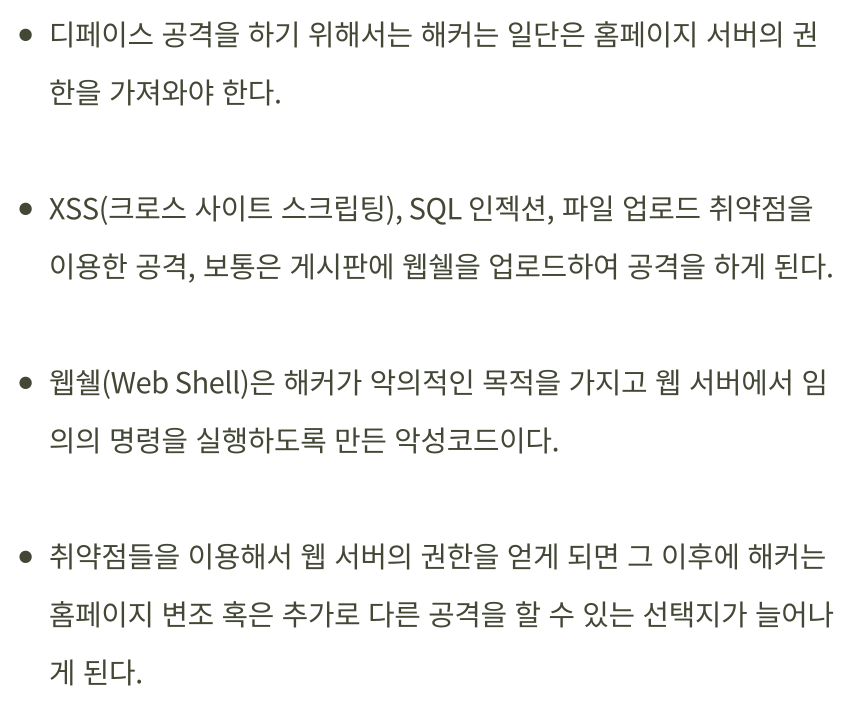 • 디페이스 공격을 하기 위해서는 해커는 일단은 홈페이지 서버의 권
한을 가져와야 한다.
• XSS(크로스 사이트 스크립팅), SQL 인젝션, 파일 업로드 취약점을
이용한 공격, 보통은 게시판에 웹쉘을 업로드하여 공격을 하게 된다.
• 웹쉘(Web Shell)은 해커가 악의적인 목적을 가지고 웹 서버에서 임
의의 명령을 실행하도록 만든 악성코드이다.
• 취약점들을 이용해서 웹 서버의 권한을 얻게 되면 그 이후에 해커는
홈페이지 변조 혹은 추가로 다른 공격을 할 수 있는 선택지가 늘어나
게 된다.